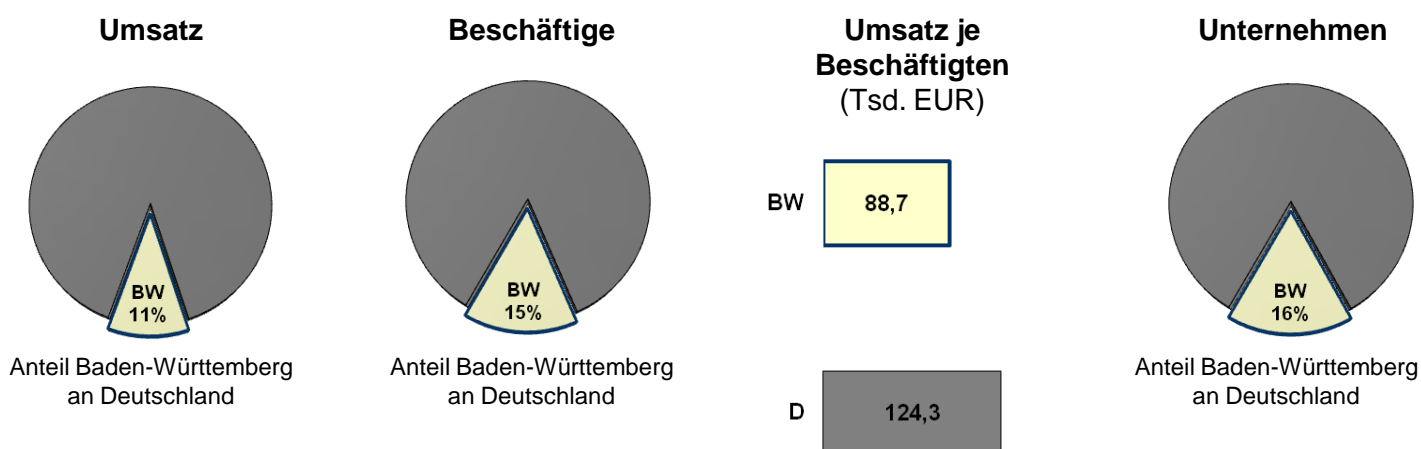 Umsatz
BW
11%
Anteil Baden-Württemberg
an Deutschland
Beschäftige
BW
15%
Anteil Baden-Württemberg
an Deutschland
Umsatz je
Beschäftigten
(Tsd. EUR)
BW 88,7
D 124,3
Unternehmen
BW
16%
Anteil Baden-Württemberg
an Deutschland